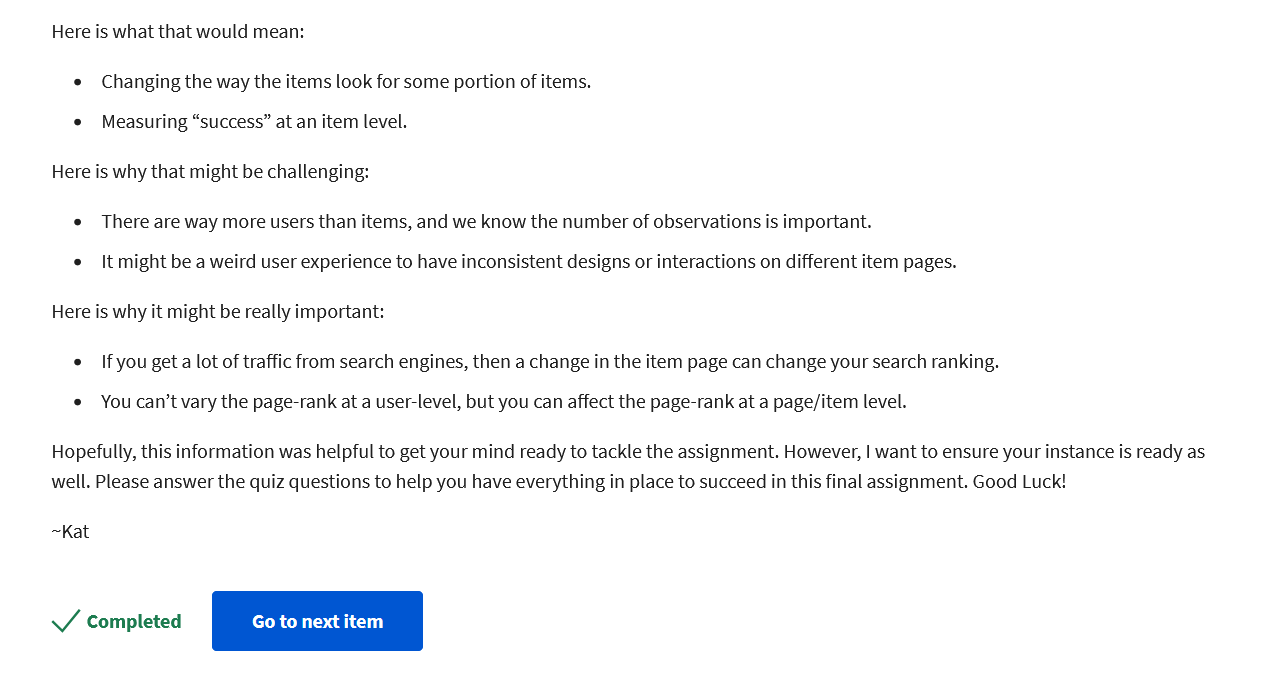 Here is what that would mean:
• Changing the way the items look for some portion of items.
• Measuring “success” at an item level.
Here is why that might be challenging:
• There are way more users than items, and we know the number of observations is important.
• It might be a weird user experience to have inconsistent designs or interactions on different item pages.
Here is why it might be really important:
• If you get a lot of traffic from search engines, then a change in the item page can change your search ranking.
• You can’t vary the page-rank at a user-level, but you can affect the page-rank at a page/item level.
Hopefully, this information was helpful to get your mind ready to tackle the assignment. However, I want to ensure your instance is ready as
well. Please answer the quiz questions to help you have everything in place to succeed in this final assignment. Good Luck!
~Kat
Completed Go to next item